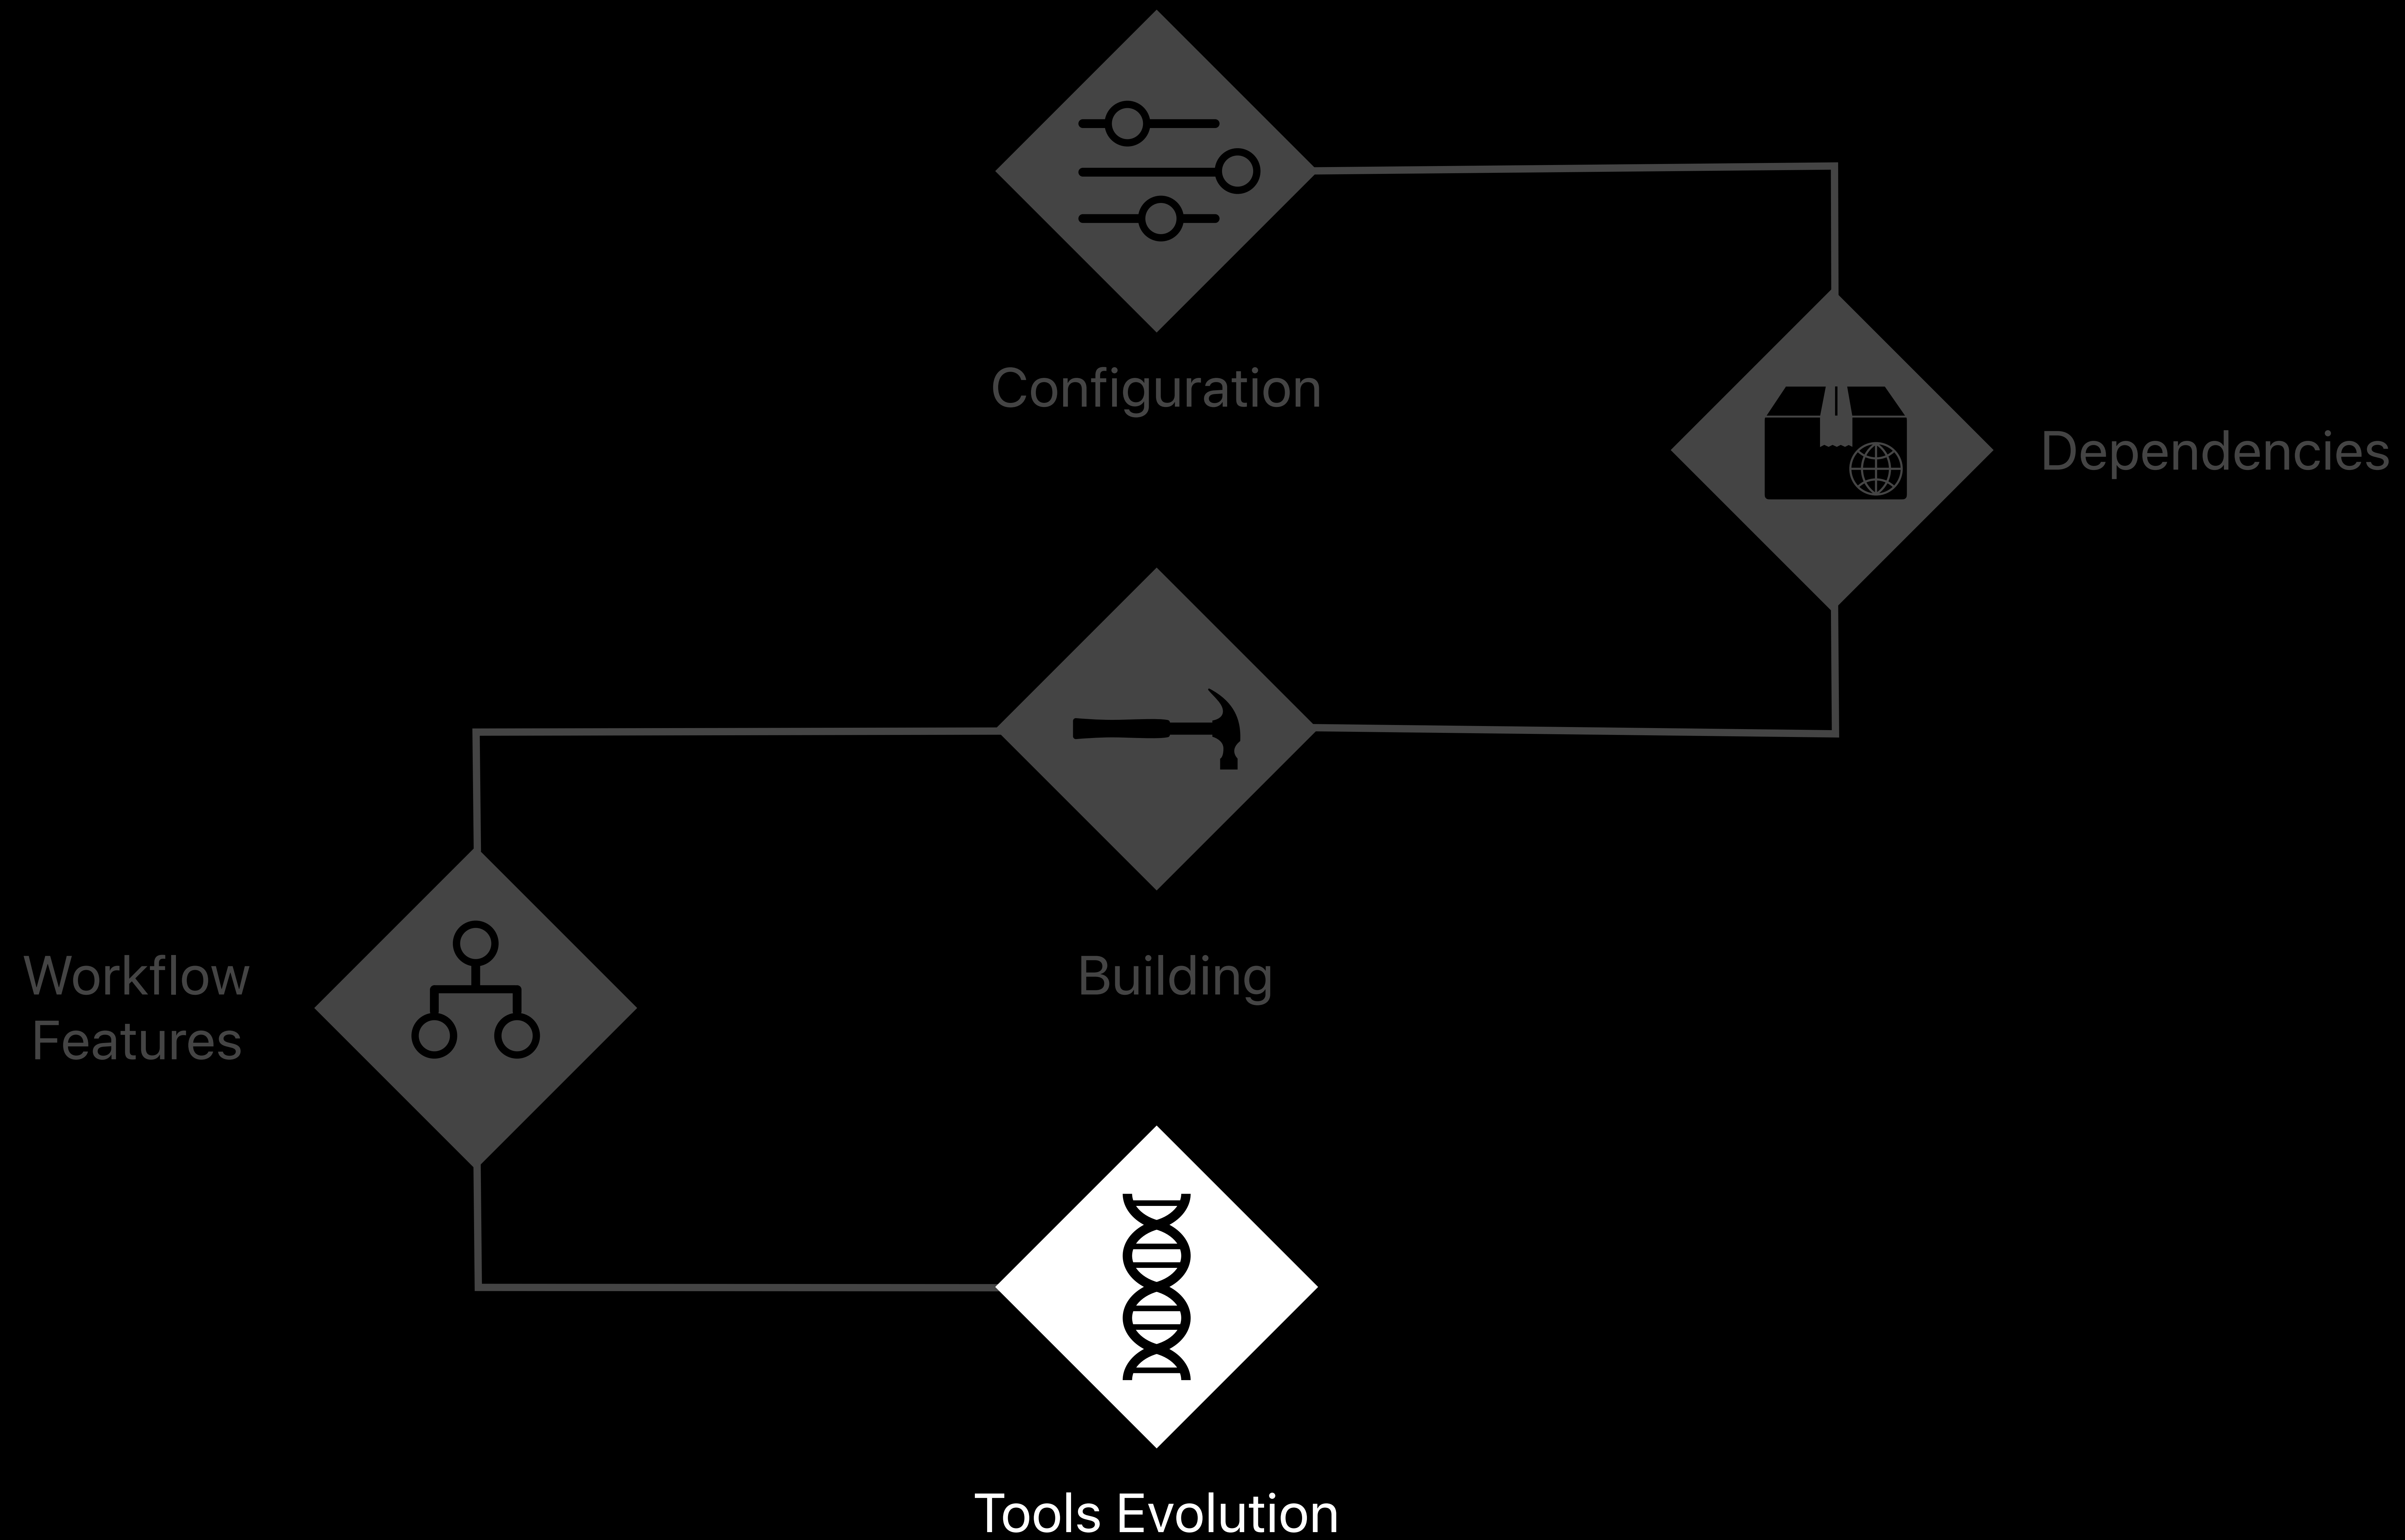 Configuration
Dependencies
Building
Workflow
Features
Tools Evolution